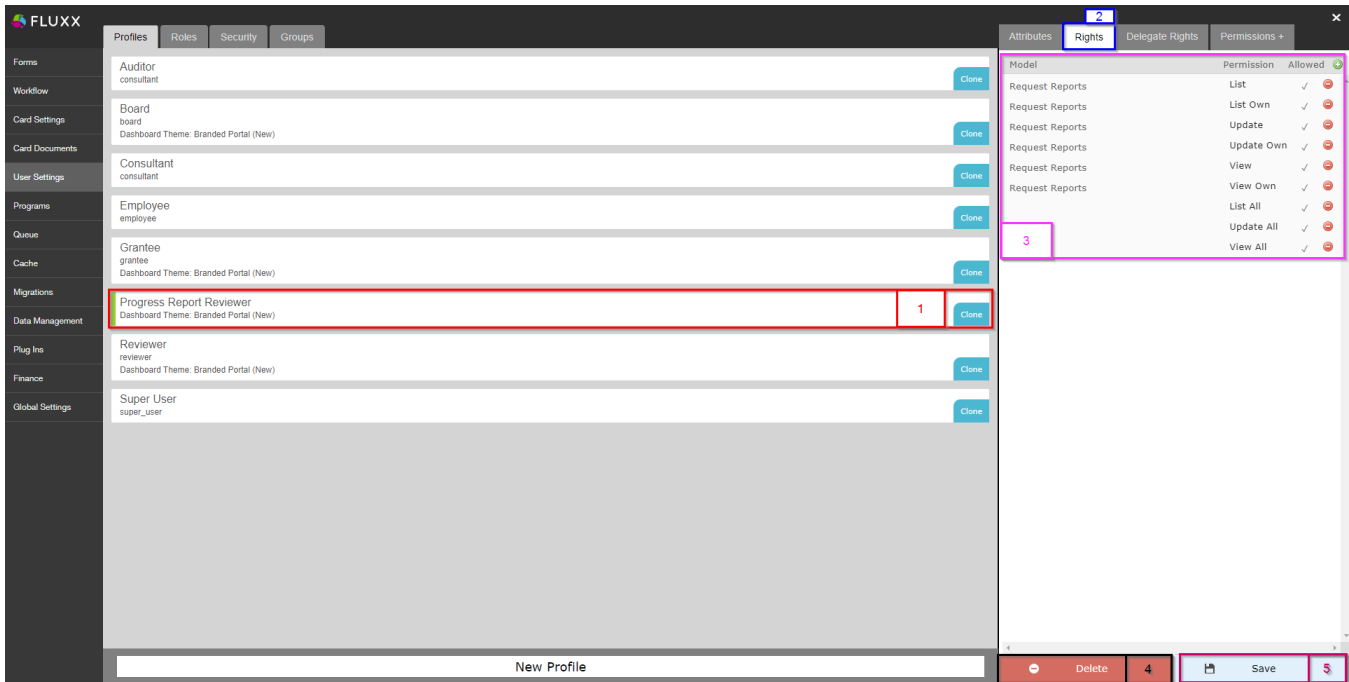 FLUXX
Forms
Workflow
Card Settings
Card Documents
User Settings
Programs
Queue
Cache
Migrations
Data Management
Plug Ins
Finance
Global Settings
Profiles Roles Security Groups
Auditor
consultant
Clone
Board
board
Dashboard Theme: Branded Portal (New)
Clone
Consultant
consultant
Clone
Employee
employee
Clone
Grantee
grantee
Dashboard Theme: Branded Portal (New)
Clone
Progress Report Reviewer
Dashboard Theme: Branded Portal (New)
1
Clone
Reviewer
reviewer
Dashboard Theme: Branded Portal (New)
Clone
Super User
super_user
Clone
New Profile
2
Attributes Rights Delegate Rights Permissions +
Model Permission Allowed
Request Reports List
Request Reports List Own
Request Reports Update
Request Reports Update Own
Request Reports View
Request Reports View Own
List All
Update All
3
View All
Delete 4 Save 5